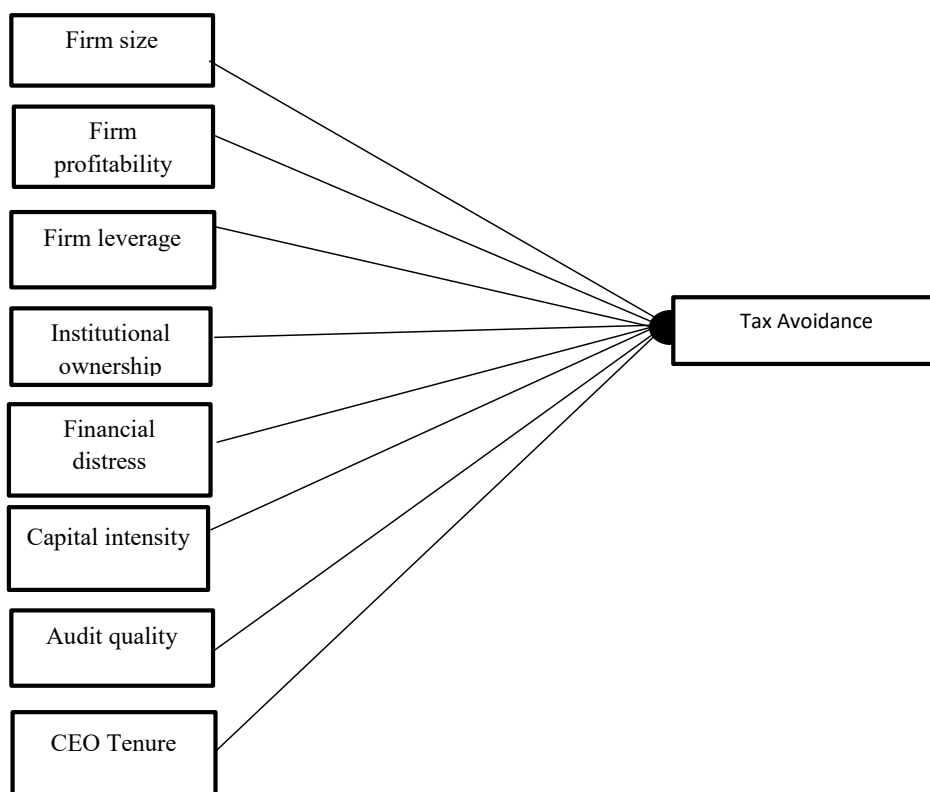 Firm size
Firm
profitability
Firm leverage
Institutional
ownership
Financial
distress
Capital intensity
Audit quality
CEO Tenure
Tax Avoidance